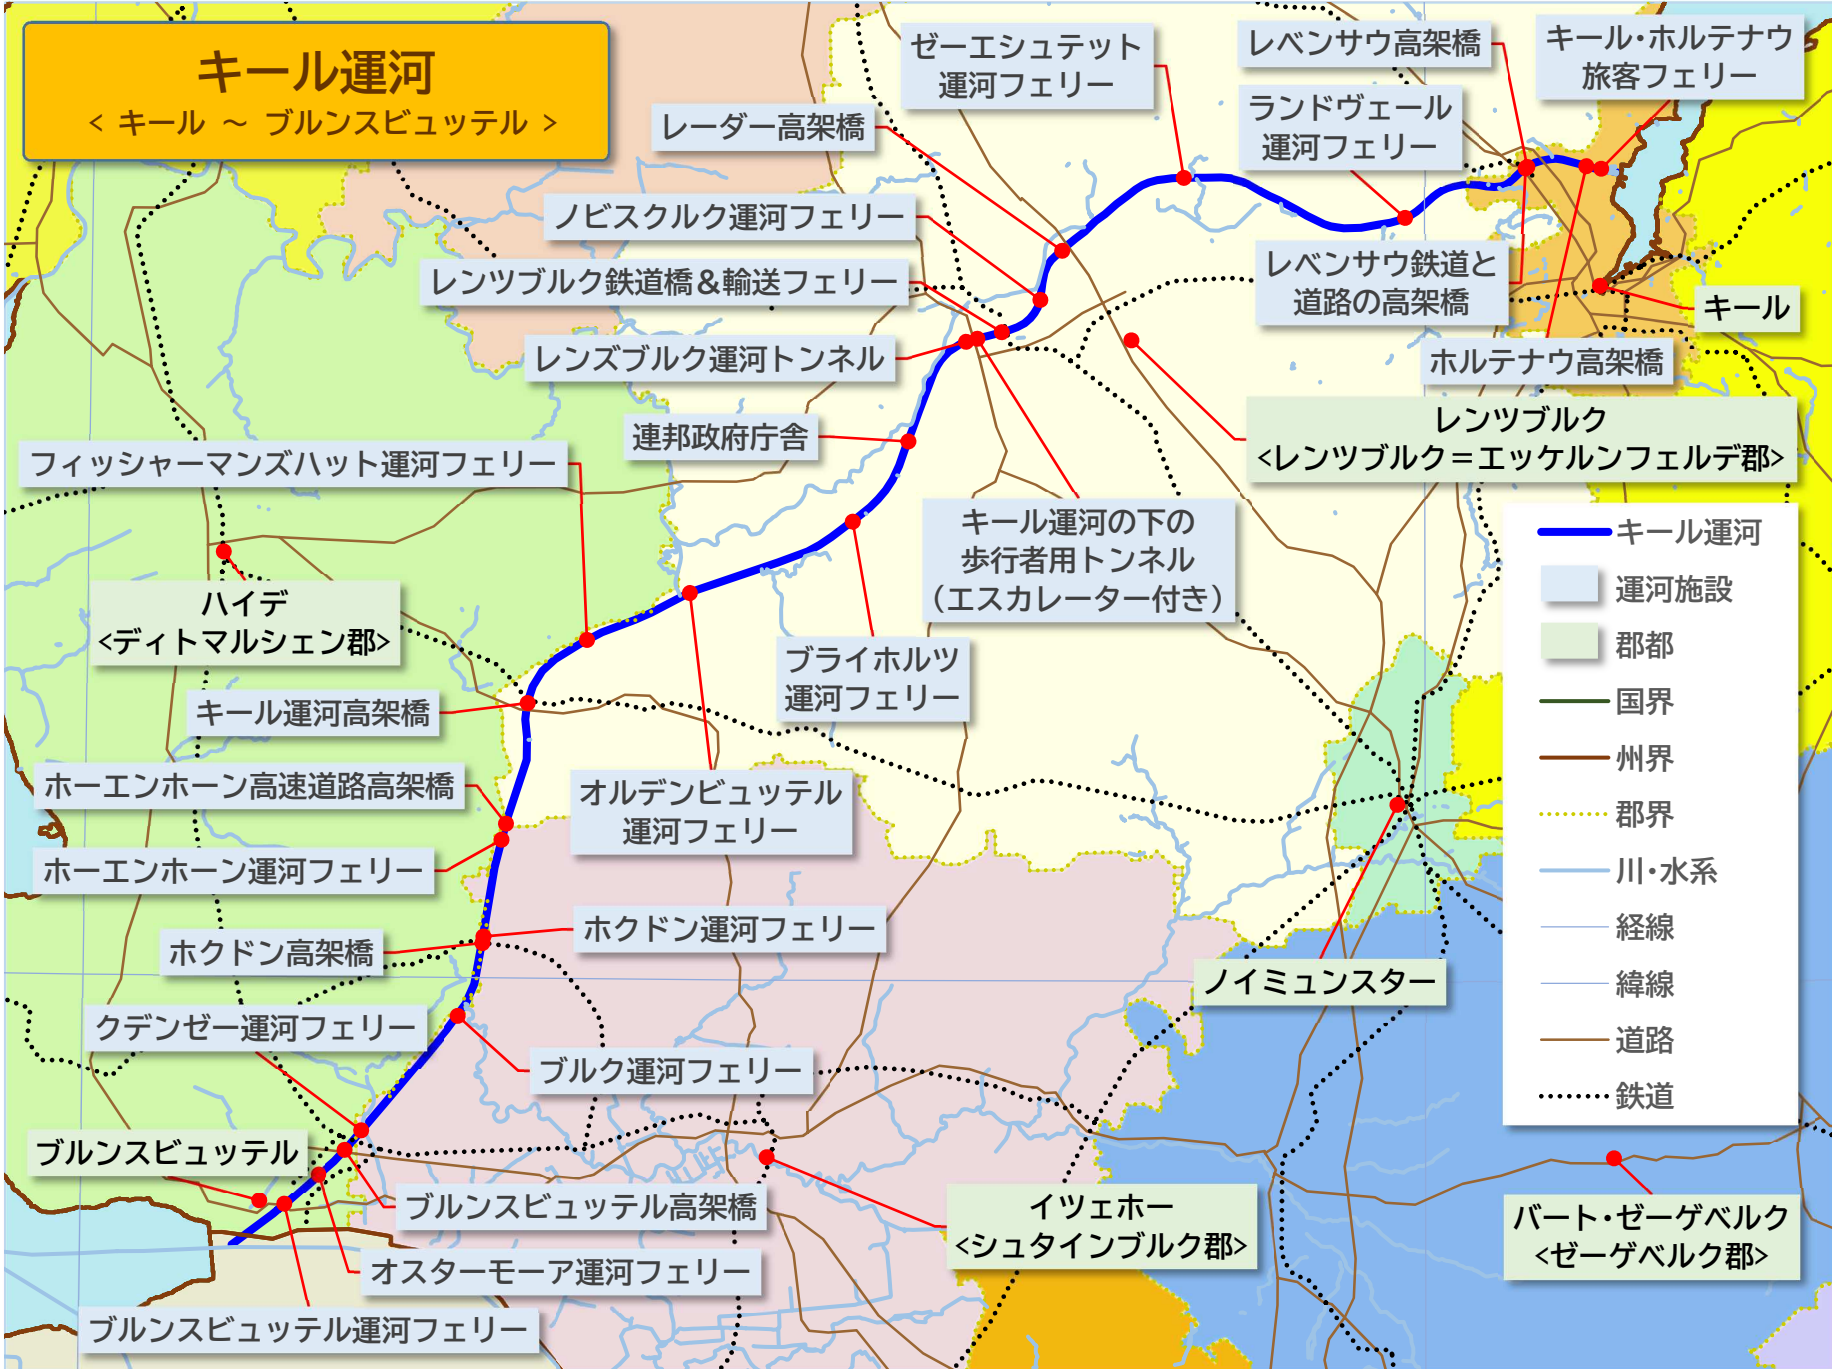 キール運河
< キール ～ ブルンスビュッテル >
ゼーエシュテット
運河フェリー
レベンサウ高架橋
キール・ホルテナウ
旅客フェリー
レーダー高架橋
ランドヴェール
運河フェリー
ノビスクルク運河フェリー
レンツブルク鉄道橋＆輸送フェリー
レベンサウ鉄道と
道路の高架橋
キール
レンズブルク運河トンネル
ホルテナウ高架橋
連邦政府庁舎
レンツブルク
<レンツブルク＝エッケルンフェルデ郡>
フィッシャーマンズハット運河フェリー
キール運河の下の
歩行者用トンネル
（エスカレーター付き）
ハイデ
<ディトマルシェン郡>
ブライホルツ
運河フェリー
キール運河高架橋
ホーエンホーン高速道路高架橋
オルデンビュッテル
運河フェリー
ホーエンホーン運河フェリー
ホクドン運河フェリー
ホクドン高架橋
ノイミュンスター
クデンゼー運河フェリー
ブルク運河フェリー
ブルンスビュッテル
ブルンスビュッテル高架橋
イツェホー
<シュタインブルク郡>
バート・ゼーゲベルク
<ゼーゲベルク郡>
オスターモーア運河フェリー
ブルンスビュッテル運河フェリー
キール運河
運河施設
郡都
国界
州界
郡界
川・水系
経線
緯線
道路
鉄道